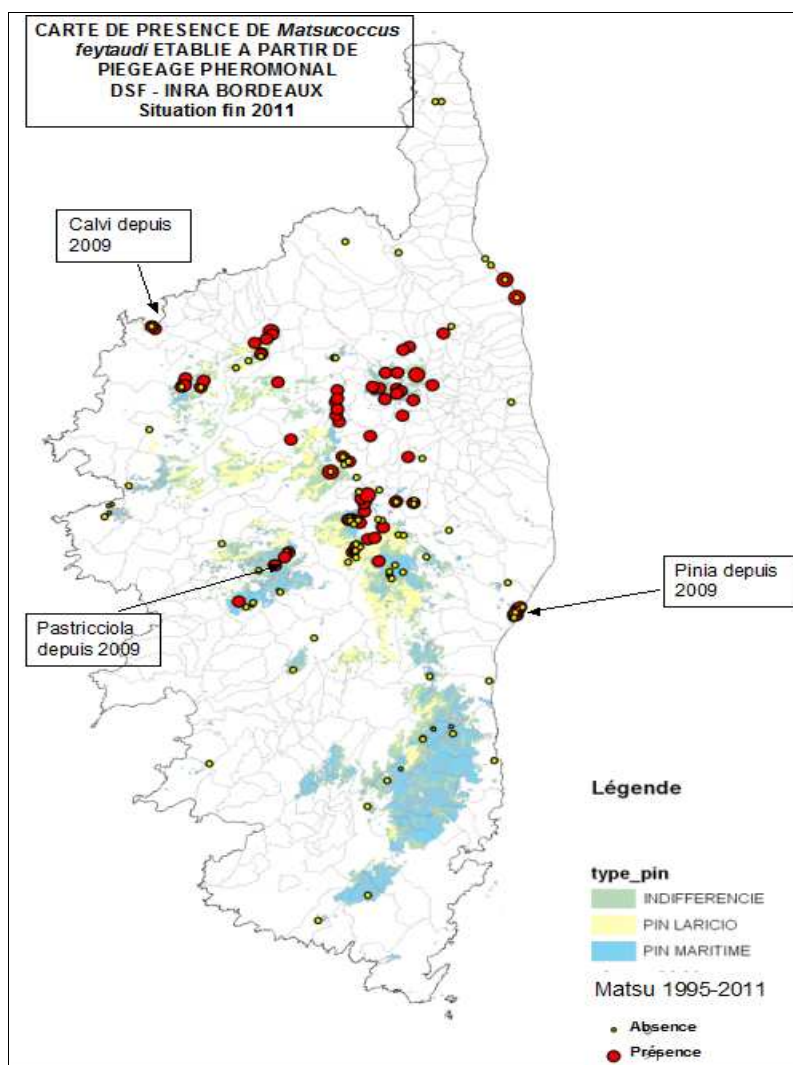 CARTE DE PRESENCE DE Matsucoccus
feytaudi ETABLIE A PARTIR DE
PIEGEAGE PHEROMONAL
DSF - INRA BORDEAUX
Situation fin 2011
Calvi depuis
2009
Pinia depuis
2009
Pastricciola
depuis 2009
Légende
type_pin
INDIFFERENCIE
PIN LARICIO
PIN MARITIME
Matsu 1995-2011
Absence
Présence